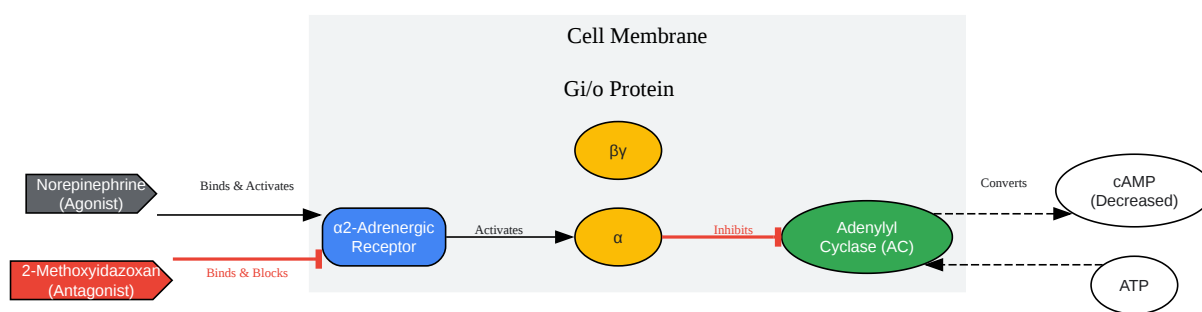 Cell Membrane
Gi/o Protein
βγ
Norepinephrine
(Agonist)
Binds & Activates
2-Methoxyidazoxan
(Antagonist)
Binds & Blocks
α2-Adrenergic
Receptor
Activates
α
Inhibits
Adenylyl
Cyclase (AC)
Converts
cAMP
(Decreased)
ATP